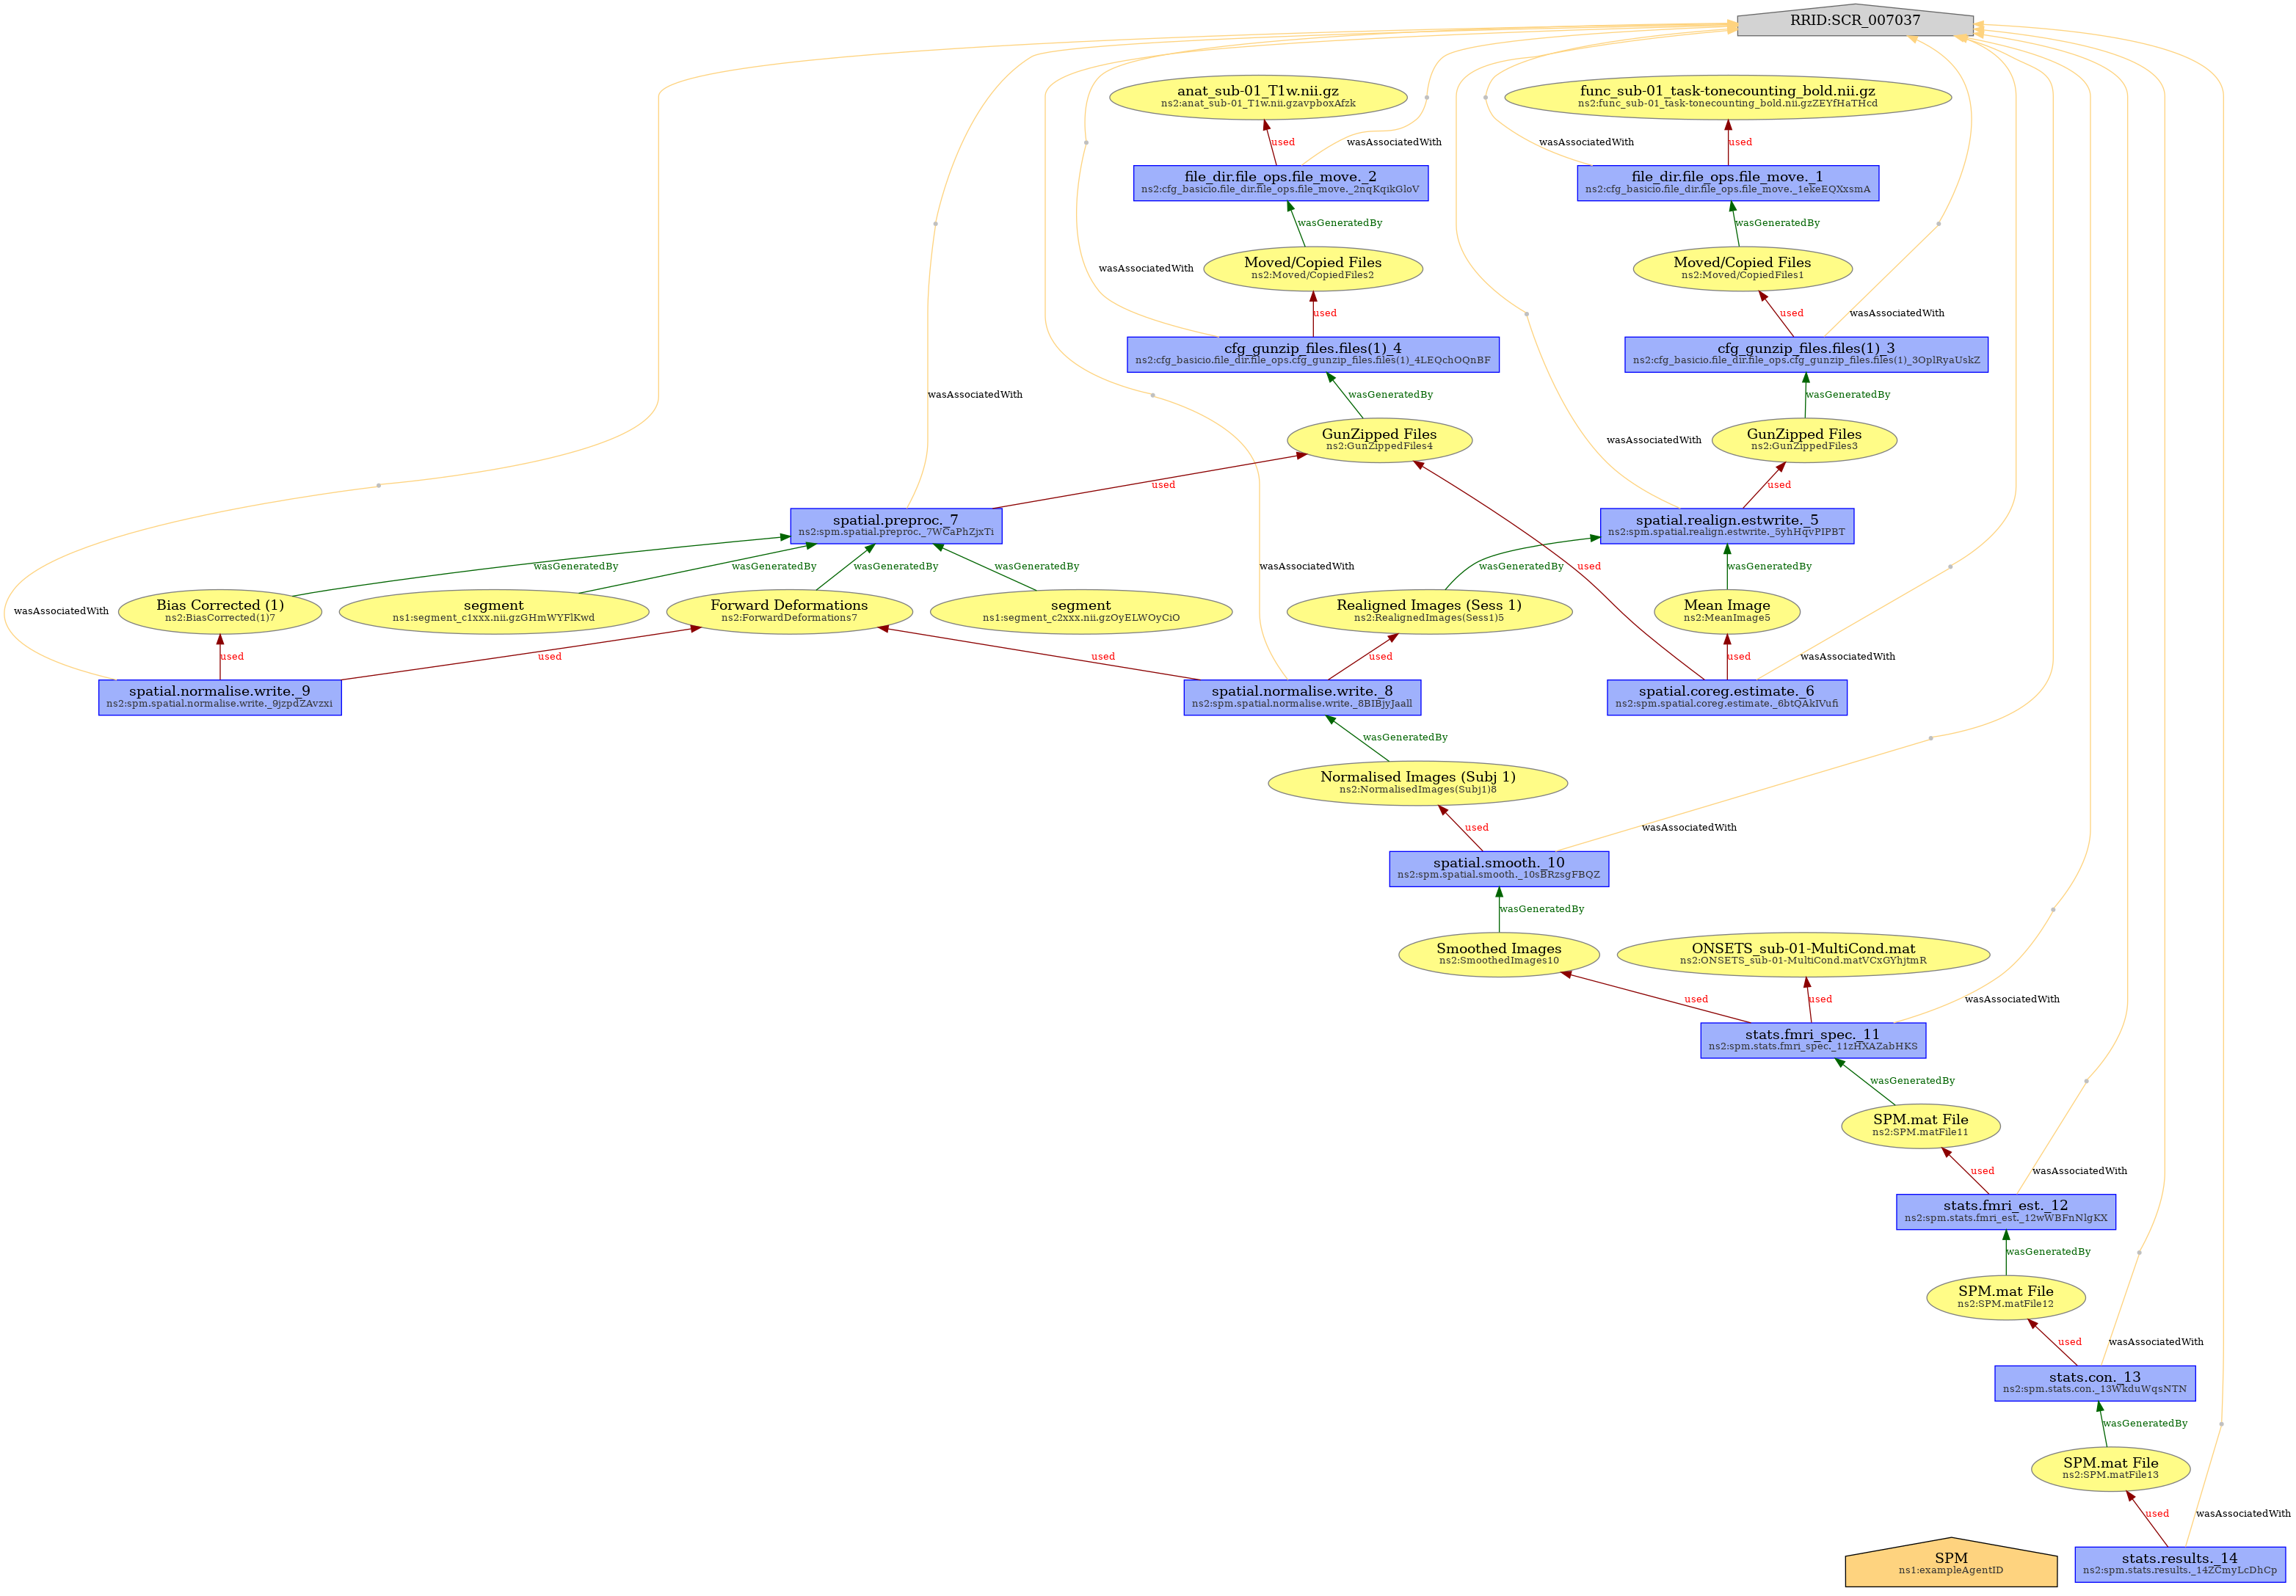 RRID:SCR_007037
anat_sub-01_T1w.nii.gz
ns2:anat_sub-01_T1w.nii.gzavpboxAfzk
func_sub-01_task-tonecounting_bold.nii.gz
ns2:func_sub-01_task-tonecounting_bold.nii.gzZEYfHaTHcd
used
wasAssociatedWith
wasAssociatedWith
used
file_dir.file_ops.file_move._2
ns2:cfg_basicio.file_dir.file_ops.file_move._2nqKqikGloV
file_dir.file_ops.file_move._1
ns2:cfg_basicio.file_dir.file_ops.file_move._1ekeEQXxsmA
wasGeneratedBy
wasGeneratedBy
wasAssociatedWith
Moved/Copied Files
ns2:Moved/CopiedFiles2
Moved/Copied Files
ns2:Moved/CopiedFiles1
used
used
wasAssociatedWith
cfg_gunzip_files.files(1)_4
ns2:cfg_basicio.file_dir.file_ops.cfg_gunzip_files.files(1)_4LEQchOQnBF
cfg_gunzip_files.files(1)_3
ns2:cfg_basicio.file_dir.file_ops.cfg_gunzip_files.files(1)_3OplRyaUskZ
wasAssociatedWith
wasGeneratedBy
wasGeneratedBy
GunZipped Files
ns2:GunZippedFiles4
wasAssociatedWith
GunZipped Files
ns2:GunZippedFiles3
used
used
spatial.preproc._7
ns2:spm.spatial.preproc._7WCaPhZjxTi
spatial.realign.estwrite._5
ns2:spm.spatial.realign.estwrite._5yhHqvPIPBT
wasGeneratedBy
wasGeneratedBy
wasGeneratedBy
wasGeneratedBy
wasAssociatedWith
wasGeneratedBy
used
wasGeneratedBy
wasAssociatedWith
Bias Corrected (1)
ns2:BiasCorrected(1)7
segment
ns1:segment_c1xxx.nii.gzGHmWYFlKwd
Forward Deformations
ns2:ForwardDeformations7
segment
ns1:segment_c2xxx.nii.gzOyELWOyCiO
Realigned Images (Sess 1)
ns2:RealignedImages(Sess1)5
Mean Image
ns2:MeanImage5
used
used
used
used
used
wasAssociatedWith
spatial.normalise.write._9
ns2:spm.spatial.normalise.write._9jzpdZAvzxi
spatial.normalise.write._8
ns2:spm.spatial.normalise.write._8BIBjyJaall
spatial.coreg.estimate._6
ns2:spm.spatial.coreg.estimate._6btQAkIVufi
wasGeneratedBy
Normalised Images (Subj 1)
ns2:NormalisedImages(Subj1)8
used
wasAssociatedWith
spatial.smooth._10
ns2:spm.spatial.smooth._10sBRzsgFBQZ
wasGeneratedBy
Smoothed Images
ns2:SmoothedImages10
ONSETS_sub-01-MultiCond.mat
ns2:ONSETS_sub-01-MultiCond.matVCxGYhjtmR
used
used
wasAssociatedWith
stats.fmri_spec._11
ns2:spm.stats.fmri_spec._11zHXAZabHKS
wasGeneratedBy
SPM.mat File
ns2:SPM.matFile11
used
wasAssociatedWith
stats.fmri_est._12
ns2:spm.stats.fmri_est._12wWBFnNlgKX
wasGeneratedBy
SPM.mat File
ns2:SPM.matFile12
used
wasAssociatedWith
stats.con._13
ns2:spm.stats.con._13WkduWqsNTN
wasGeneratedBy
SPM.mat File
ns2:SPM.matFile13
used
wasAssociatedWith
SPM
ns1:exampleAgentID
stats.results._14
ns2:spm.stats.results._14ZCmyLcDhCp